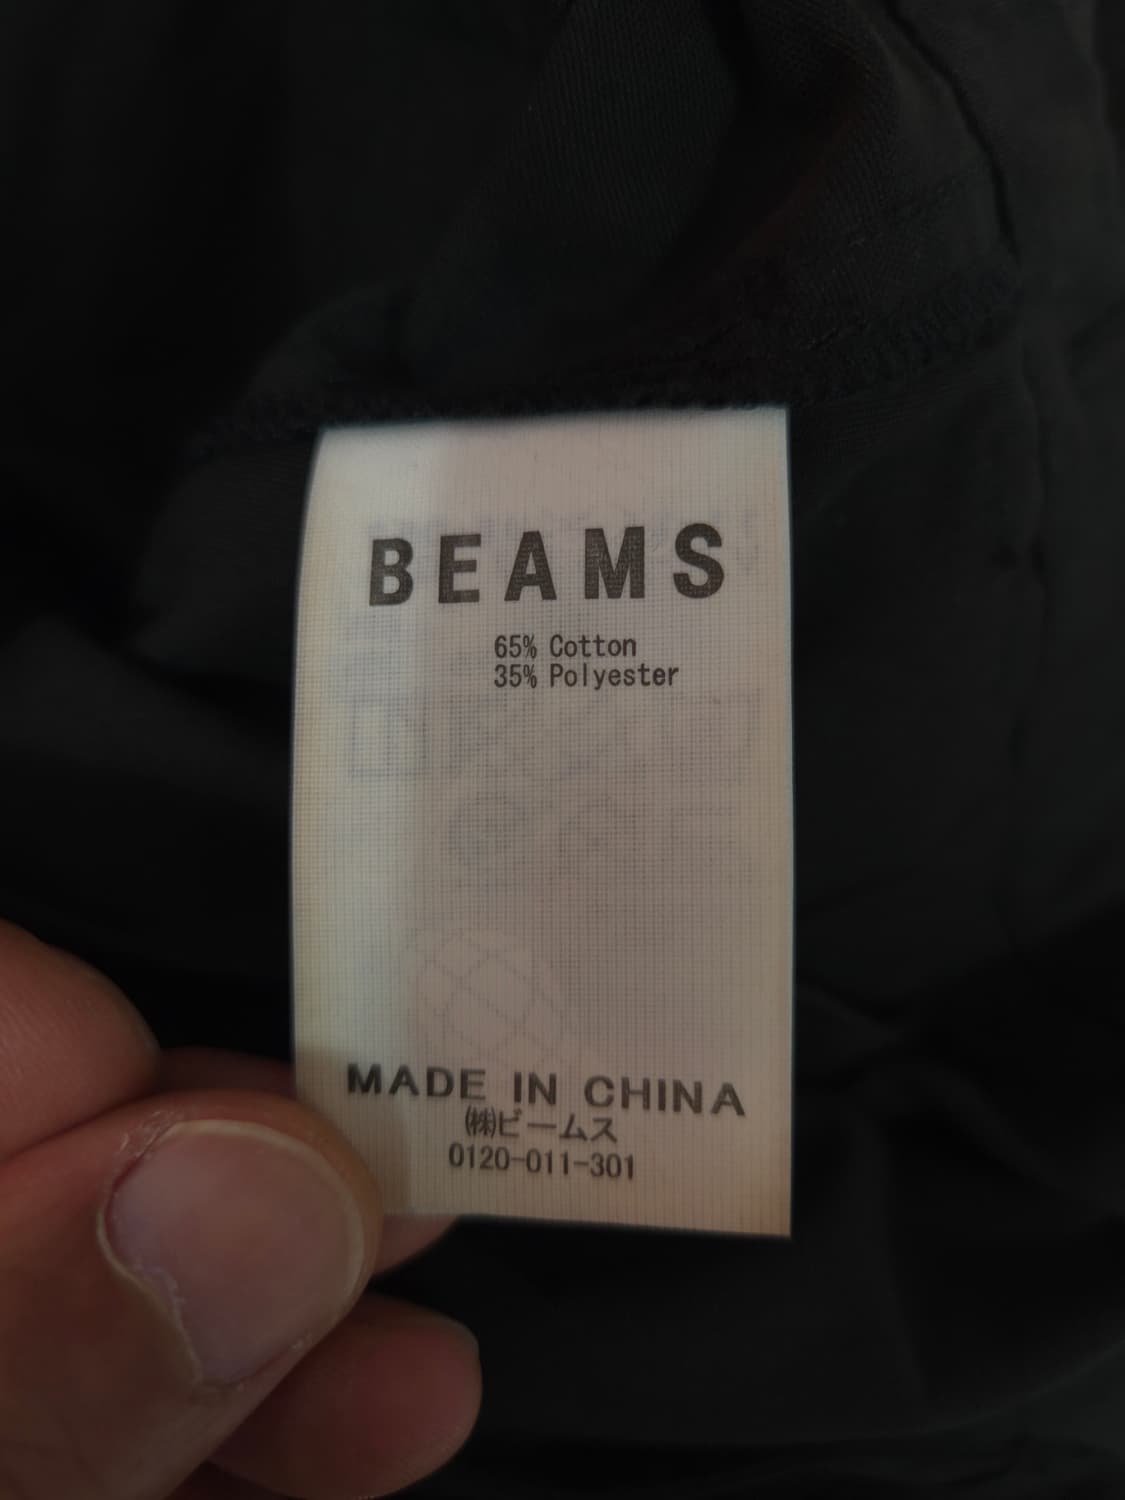 BEAMS
65% Cotton
35% Polyester
MADE IN CHINA
㈱ビームス
0120-011-301